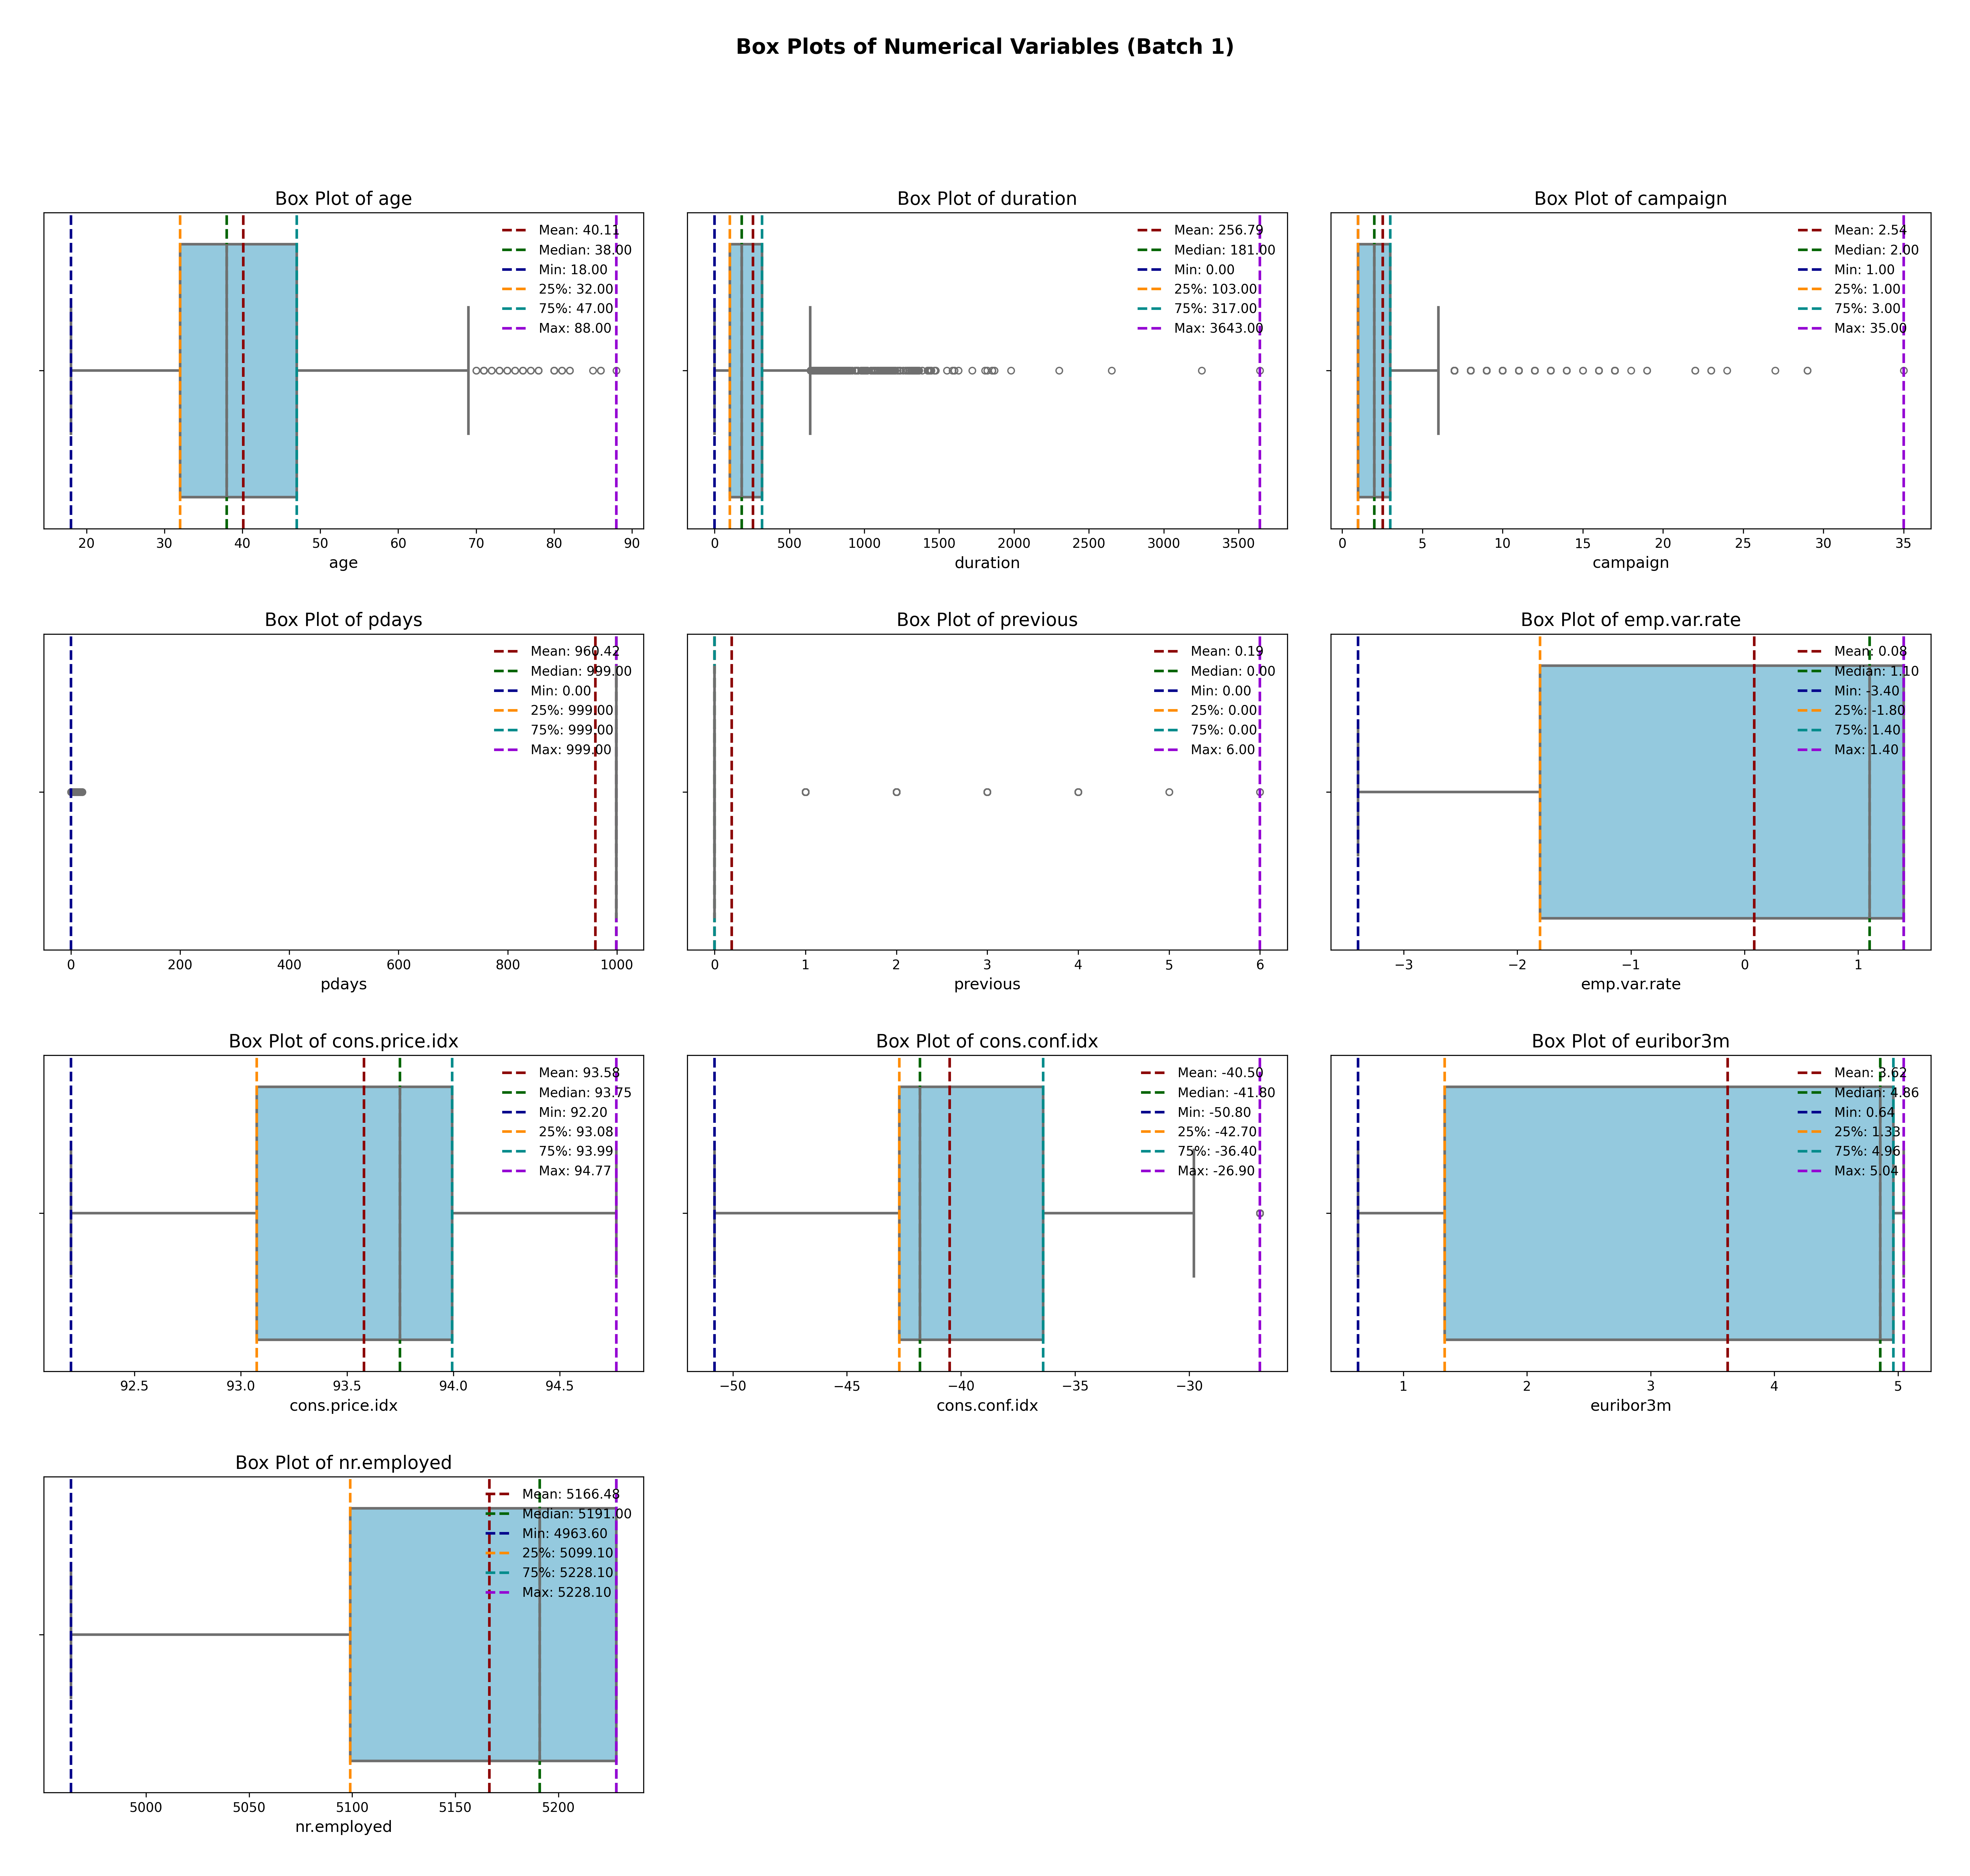 Box Plots of Numerical Variables (Batch 1)
Box Plot of age
Mean: 40.11
Median: 38.00
Min: 18.00
25%: 32.00
75%: 47.00
Max: 88.00
20 30 40 50 60 70 80 90
age
Box Plot of duration
Mean: 256.79
Median: 181.00
Min: 0.00
25%: 103.00
75%: 317.00
Max: 3643.00
0 500 1000 1500 2000 2500 3000 3500
duration
Box Plot of campaign
Mean: 2.54
Median: 2.00
Min: 1.00
25%: 1.00
75%: 3.00
Max: 35.00
0 5 10 15 20 25 30 35
campaign
Box Plot of pdays
Mean: 960.42
Median: 999.00
Min: 0.00
25%: 999.00
75%: 999.00
Max: 999.00
0 200 400 600 800 1000
pdays
Box Plot of previous
Mean: 0.19
Median: 0.00
Min: 0.00
25%: 0.00
75%: 0.00
Max: 6.00
0 1 2 3 4 5 6
previous
Box Plot of emp.var.rate
Mean: 0.08
Median: 1.10
Min: -3.40
25%: -1.80
75%: 1.40
Max: 1.40
−3 −2 −1 0 1
emp.var.rate
Box Plot of cons.price.idx
Mean: 93.58
Median: 93.75
Min: 92.20
25%: 93.08
75%: 93.99
Max: 94.77
92.5 93.0 93.5 94.0 94.5
cons.price.idx
Box Plot of cons.conf.idx
Mean: -40.50
Median: -41.80
Min: -50.80
25%: -42.70
75%: -36.40
Max: -26.90
−50 −45 −40 −35 −30
cons.conf.idx
Box Plot of euribor3m
Mean: 3.62
Median: 4.86
Min: 0.64
25%: 1.33
75%: 4.96
Max: 5.04
1 2 3 4 5
euribor3m
Box Plot of nr.employed
Mean: 5166.48
Median: 5191.00
Min: 4963.60
25%: 5099.10
75%: 5228.10
Max: 5228.10
5000 5050 5100 5150 5200
nr.employed